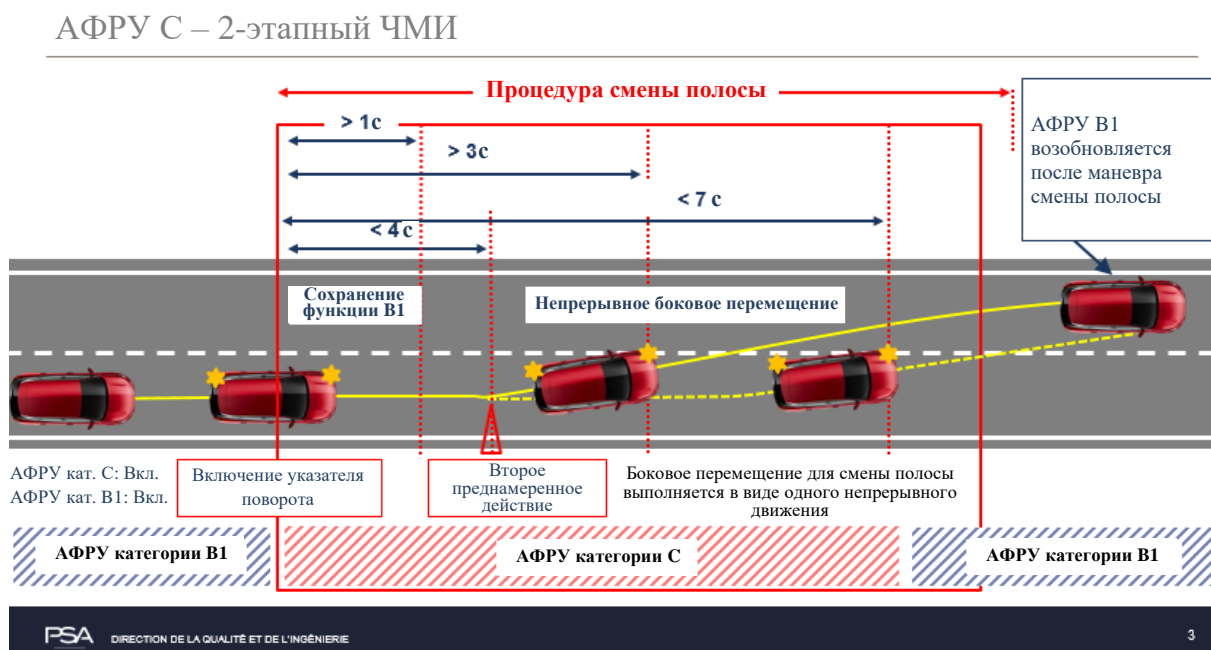 АФРУ С – 2-этапный ЧМИ
Процедура смены полосы
> 1с
> 3с
< 7 с
< 4 с
АФРУ В1
возобновляется
после маневра
смены полосы
Сохранение
функции В1
Непрерывное боковое перемещение
АФРУ кат. С: Вкл.
АФРУ кат. В1: Вкл.
Включение указателя
поворота
Второе
преднамеренное
действие
Боковое перемещение для смены полосы
выполняется в виде одного непрерывного
движения
АФРУ категории В1
АФРУ категории С
АФРУ категории В1
PSA DIRECTION DE LA QUALITÉ ET DE L'INGÉNIERIE
3